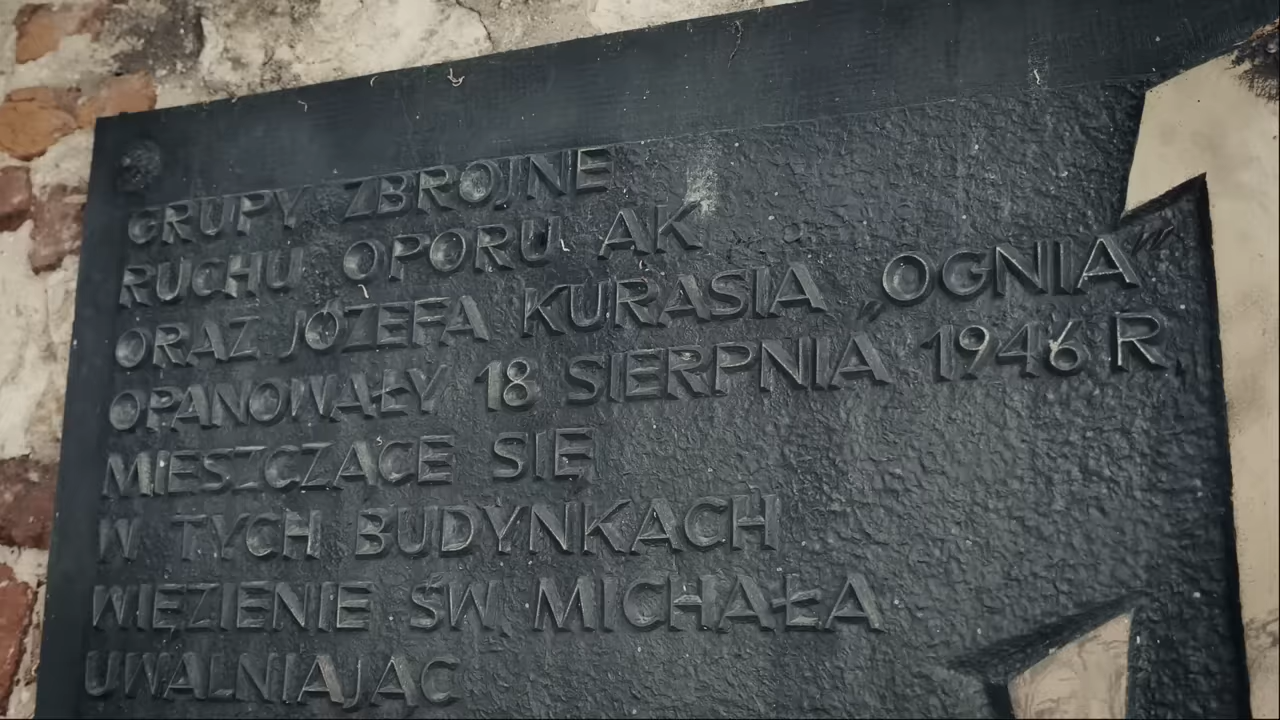 GRUPY ZBROJNE
RUCHU OPORU AK
ORAZ JÓZEFA KURASIA „OGNIA”
OPANOWAŁY 18 SIERPNIA 1946 R.
MIESZCZĄCE SIĘ
W TYCH BUDYNKACH
WIĘZIENIE ŚW MICHAŁA
UWALNIAJĄC